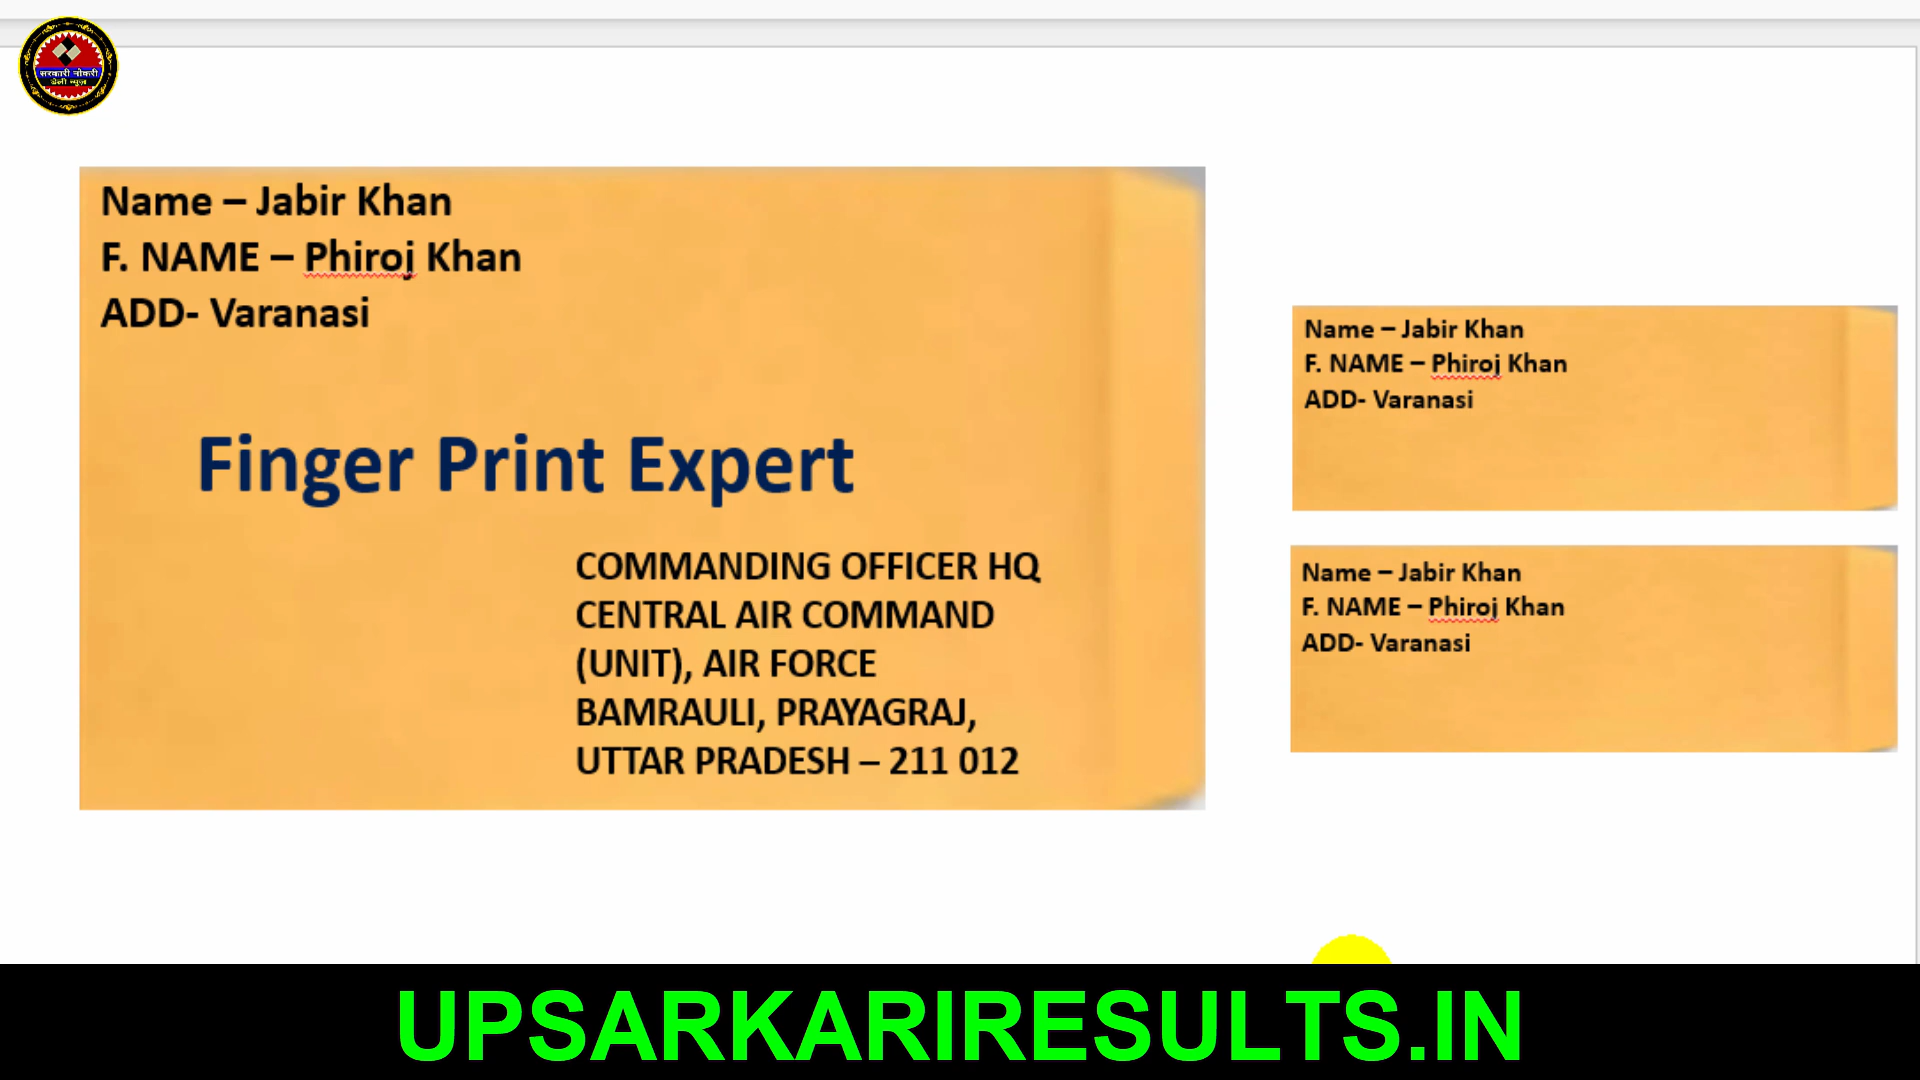 सरकारी नोकरी
डेली न्यूज
Name – Jabir Khan
F. NAME – Phiroj Khan
ADD- Varanasi
Finger Print Expert
COMMANDING OFFICER HQ
CENTRAL AIR COMMAND
(UNIT), AIR FORCE
BAMRAULI, PRAYAGRAJ,
UTTAR PRADESH – 211 012
Name – Jabir Khan
F. NAME – Phiroj Khan
ADD- Varanasi
Name – Jabir Khan
F. NAME – Phiroj Khan
ADD- Varanasi
UPSARKARIRESULTS.IN